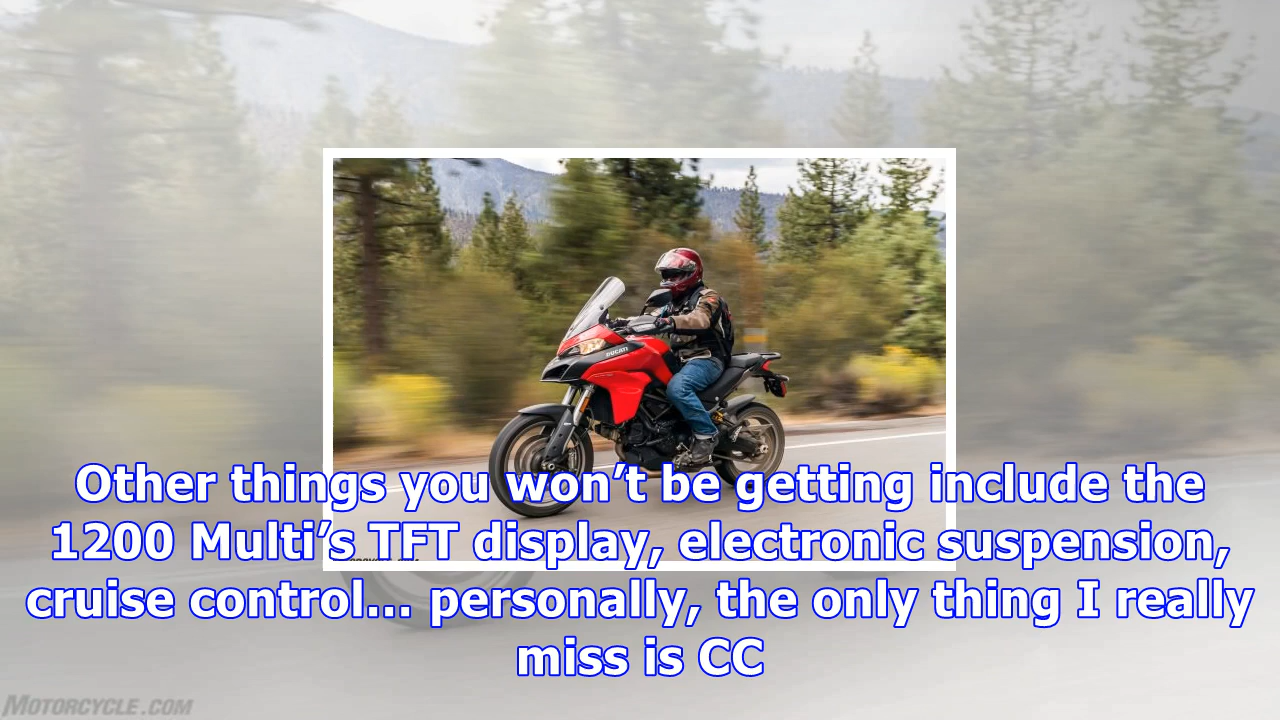 DUCATI
Other things you won’t be getting include the
1200 Multi’s TFT display, electronic suspension,
cruise control... personally, the only thing I really
miss is CC
MOTORCYCLE.COM